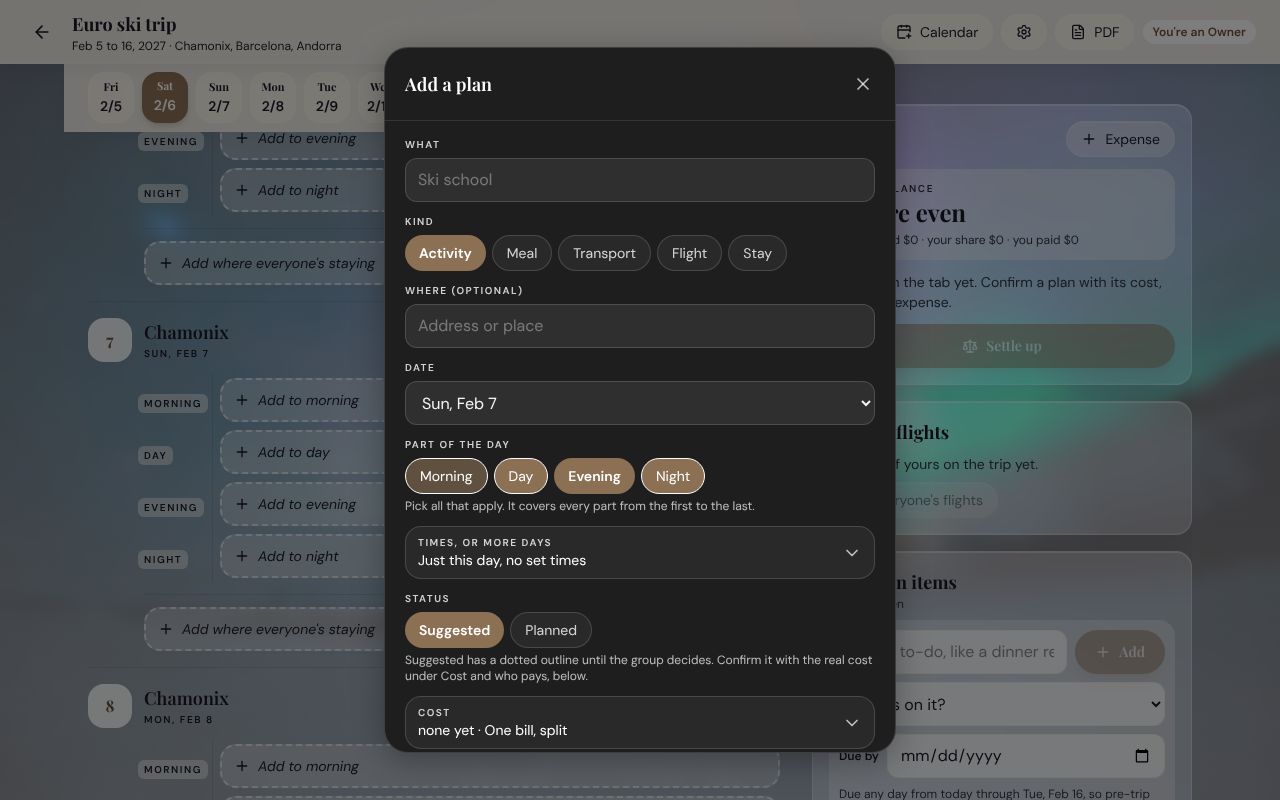 Euro ski trip
Feb 5 to 16, 2027 · Chamonix, Barcelona, Andorra
Calendar
PDF
You're an Owner
Fri 2/5
Sat 2/6
Sun 2/7
Mon 2/8
Tue 2/9
EVENING
Add to evening
NIGHT
Add to night
Add where everyone's staying
7
Chamonix
SUN, FEB 7
MORNING
Add to morning
DAY
Add to day
EVENING
Add to evening
NIGHT
Add to night
Add where everyone's staying
8
Chamonix
MON, FEB 8
MORNING
Add to morning
Add a plan
WHAT
Ski school
KIND
Activity
Meal
Transport
Flight
Stay
WHERE (OPTIONAL)
Address or place
DATE
Sun, Feb 7
PART OF THE DAY
Morning
Day
Evening
Night
Pick all that apply. It covers every part from the first to the last.
TIMES, OR MORE DAYS
Just this day, no set times
STATUS
Suggested
Planned
Suggested has a dotted outline until the group decides. Confirm it with the real cost
under Cost and who pays, below.
COST
none yet · One bill, split
Expense
even
$0 · your share $0 · you paid $0
the tab yet. Confirm a plan with its cost,
expense.
Settle up
flights
of yours on the trip yet.
flights
items
to-do, like a dinner
Add
on it?
Due by
mm/dd/yyyy
Due any day from today through Tue, Feb 16, so pre-trip